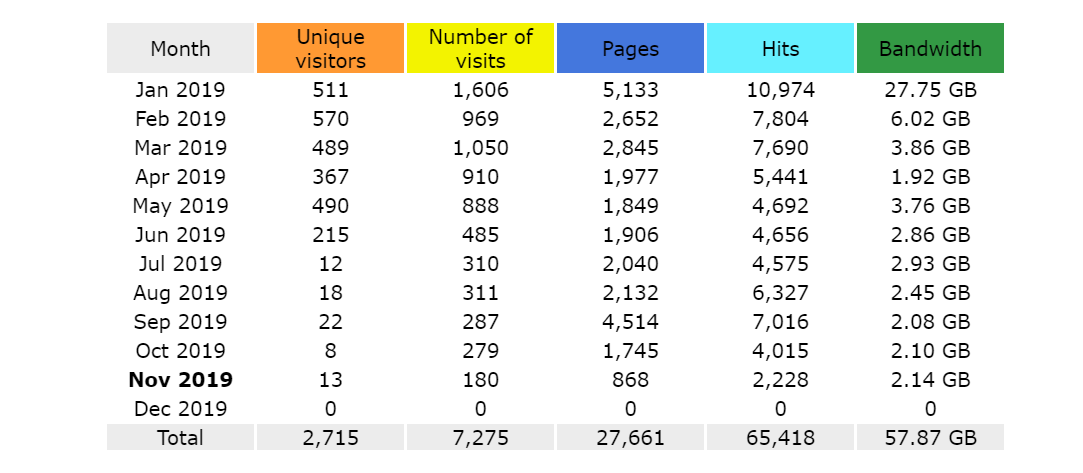 Month Unique visitors Number of visits Pages Hits Bandwidth
Jan 2019 511 1,606 5,133 10,974 27.75 GB
Feb 2019 570 969 2,652 7,804 6.02 GB
Mar 2019 489 1,050 2,845 7,690 3.86 GB
Apr 2019 367 910 1,977 5,441 1.92 GB
May 2019 490 888 1,849 4,692 3.76 GB
Jun 2019 215 485 1,906 4,656 2.86 GB
Jul 2019 12 310 2,040 4,575 2.93 GB
Aug 2019 18 311 2,132 6,327 2.45 GB
Sep 2019 22 287 4,514 7,016 2.08 GB
Oct 2019 8 279 1,745 4,015 2.10 GB
Nov 2019 13 180 868 2,228 2.14 GB
Dec 2019 0 0 0 0 0
Total 2,715 7,275 27,661 65,418 57.87 GB